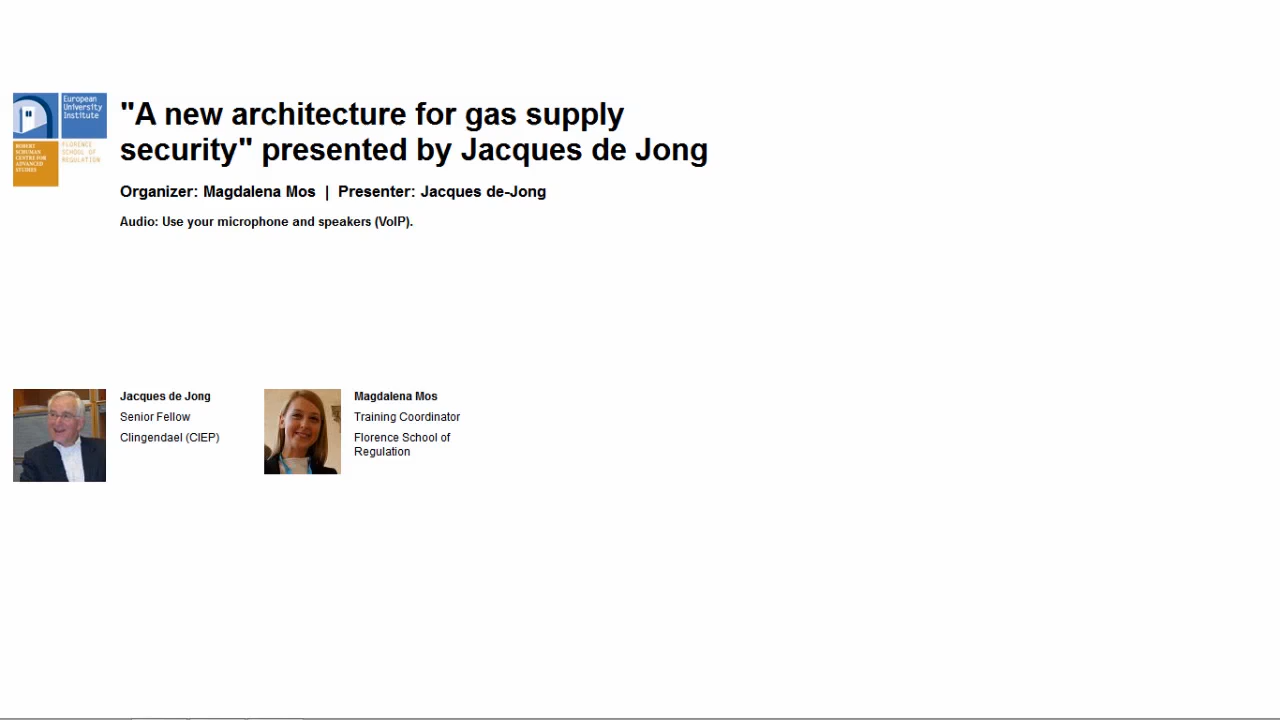 European
University
Institute
ROBERT
SCHUMAN
CENTRE FOR
ADVANCED
STUDIES
FLORENCE
SCHOOL OF
REGULATION
"A new architecture for gas supply
security" presented by Jacques de Jong
Organizer: Magdalena Mos | Presenter: Jacques de-Jong
Audio: Use your microphone and speakers (VoIP).
Jacques de Jong
Senior Fellow
Clingendael (CIEP)
Magdalena Mos
Training Coordinator
Florence School of
Regulation